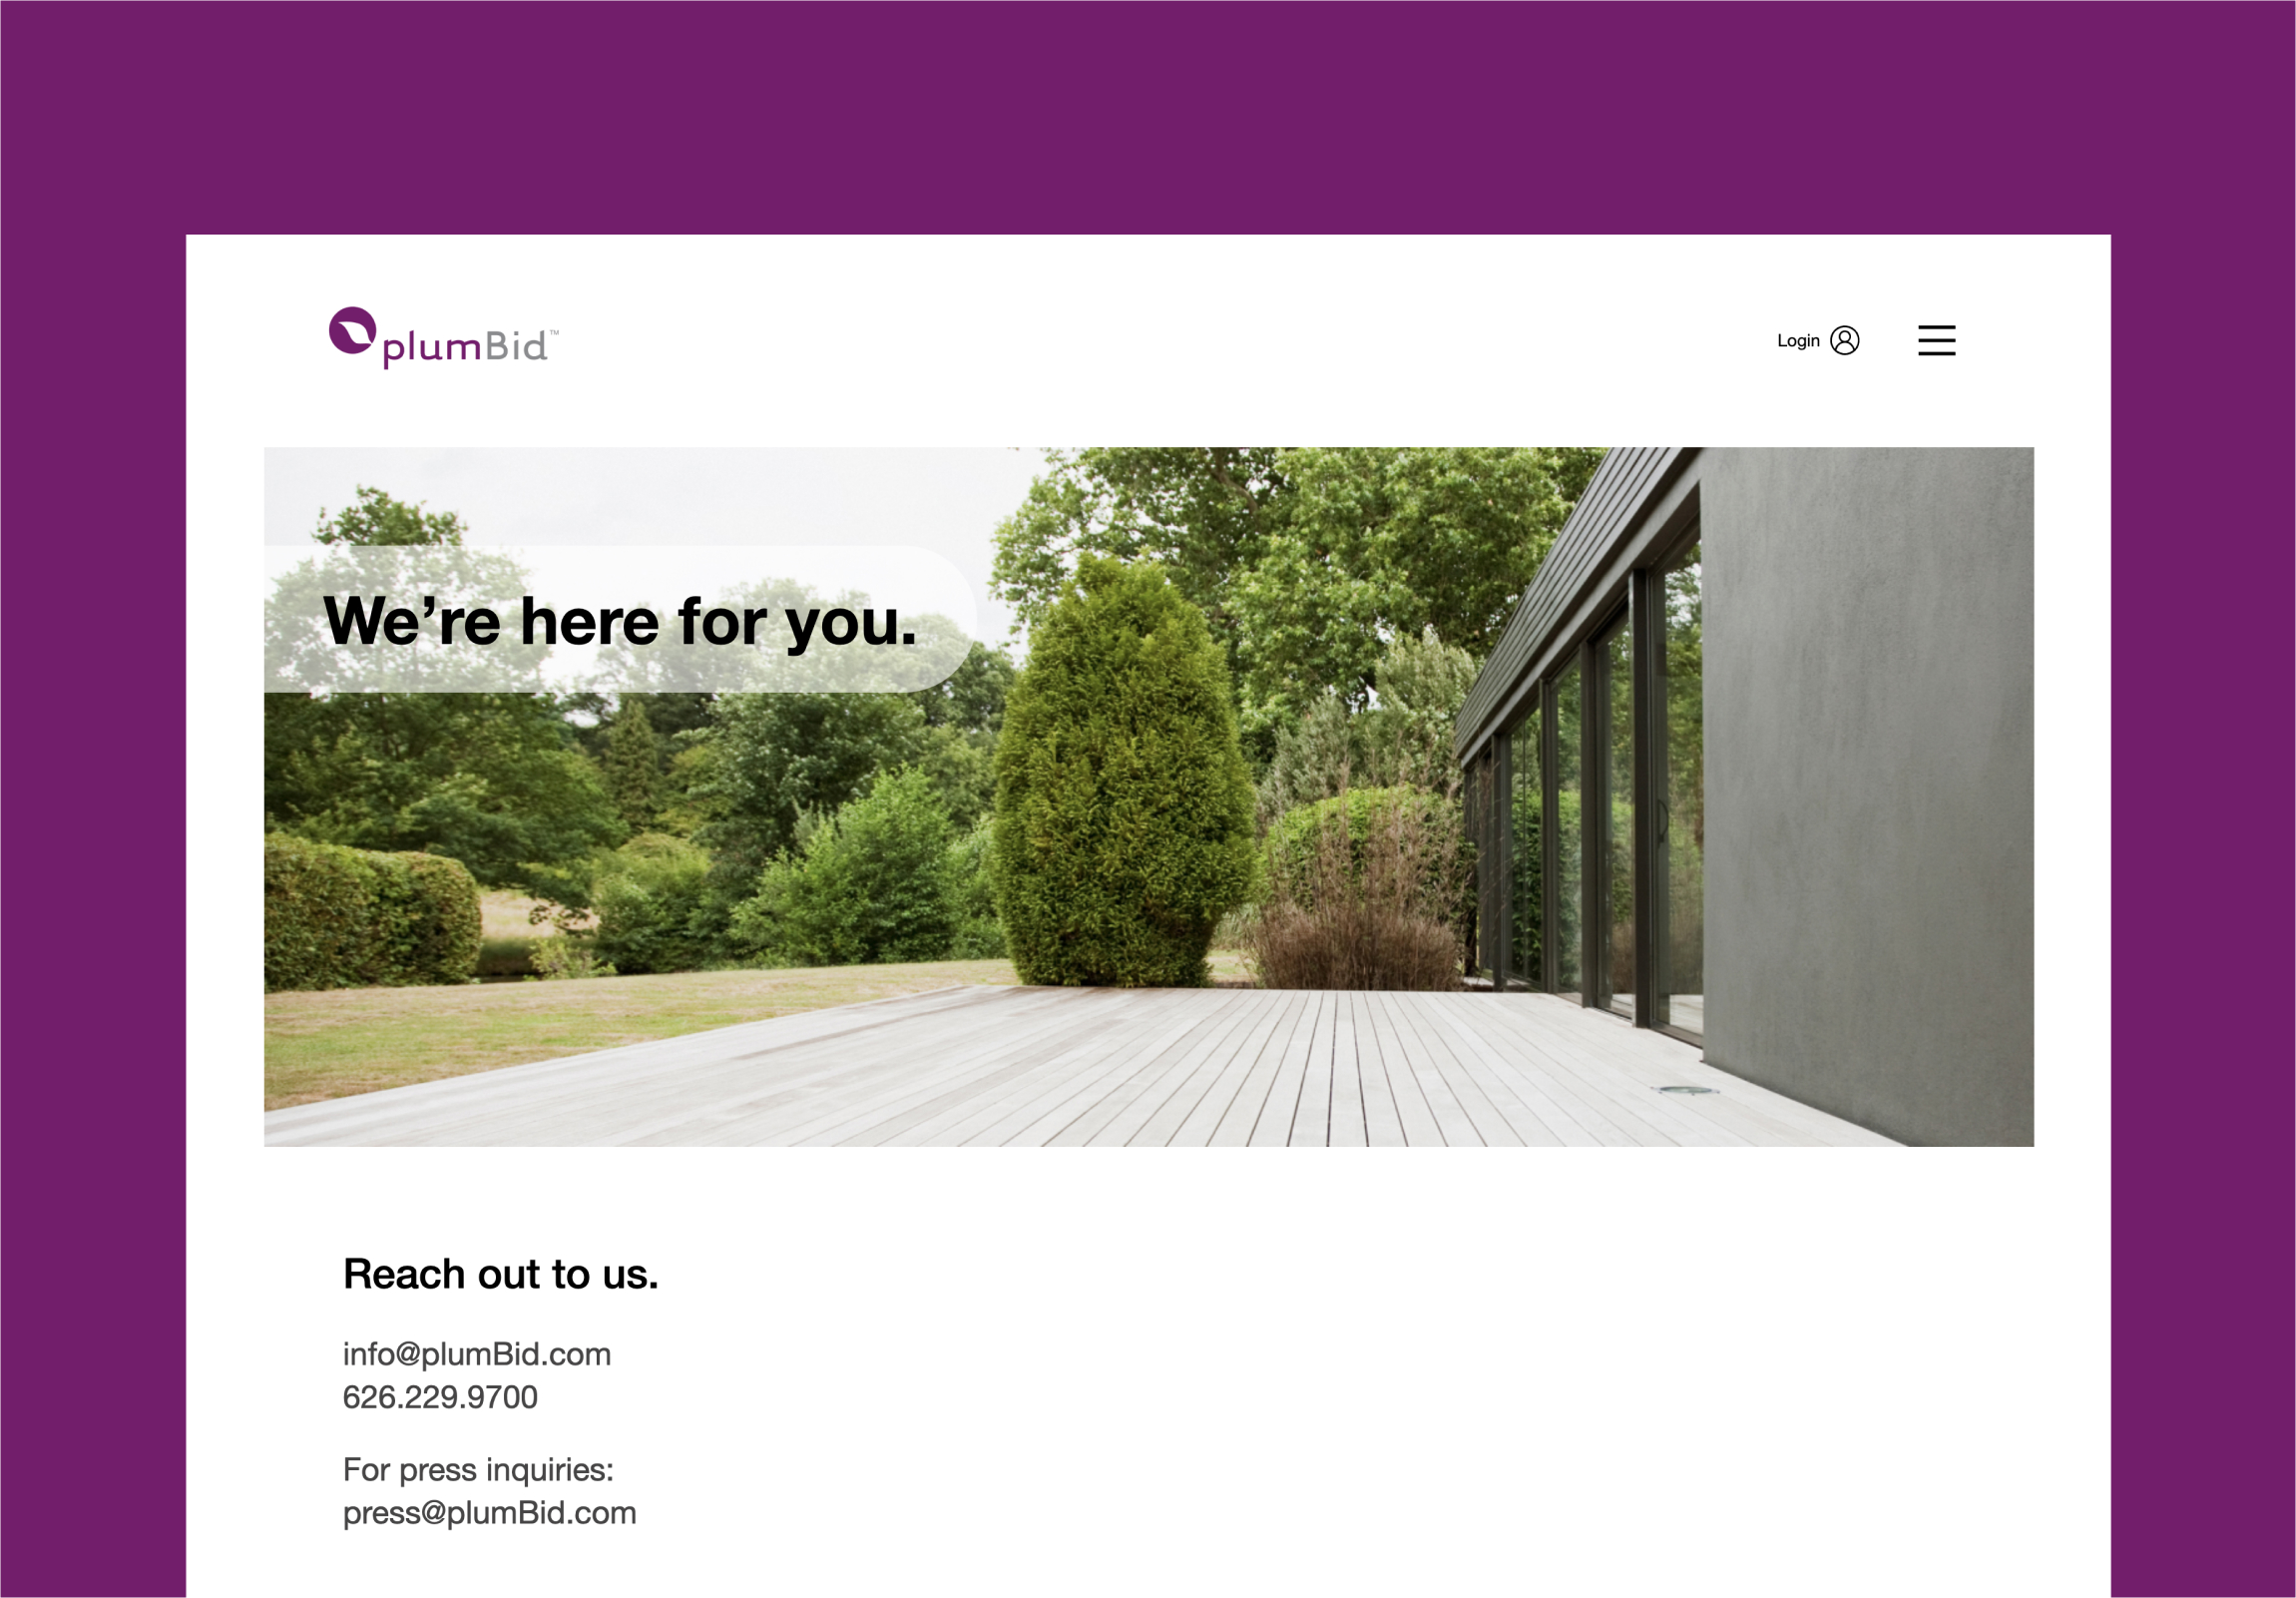 plumBid™
Login
We’re here for you.
Reach out to us.
info@plumBid.com
626.229.9700
For press inquiries:
press@plumBid.com